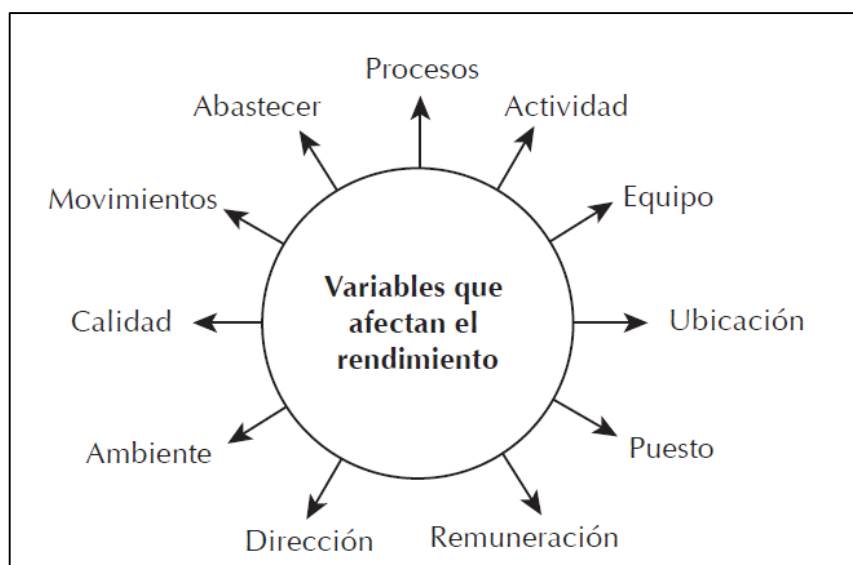 Procesos
Abastecer
Actividad
Movimientos
Equipo
Variables que
afectan el
rendimiento
Calidad
Ubicación
Ambiente
Puesto
Dirección
Remuneración